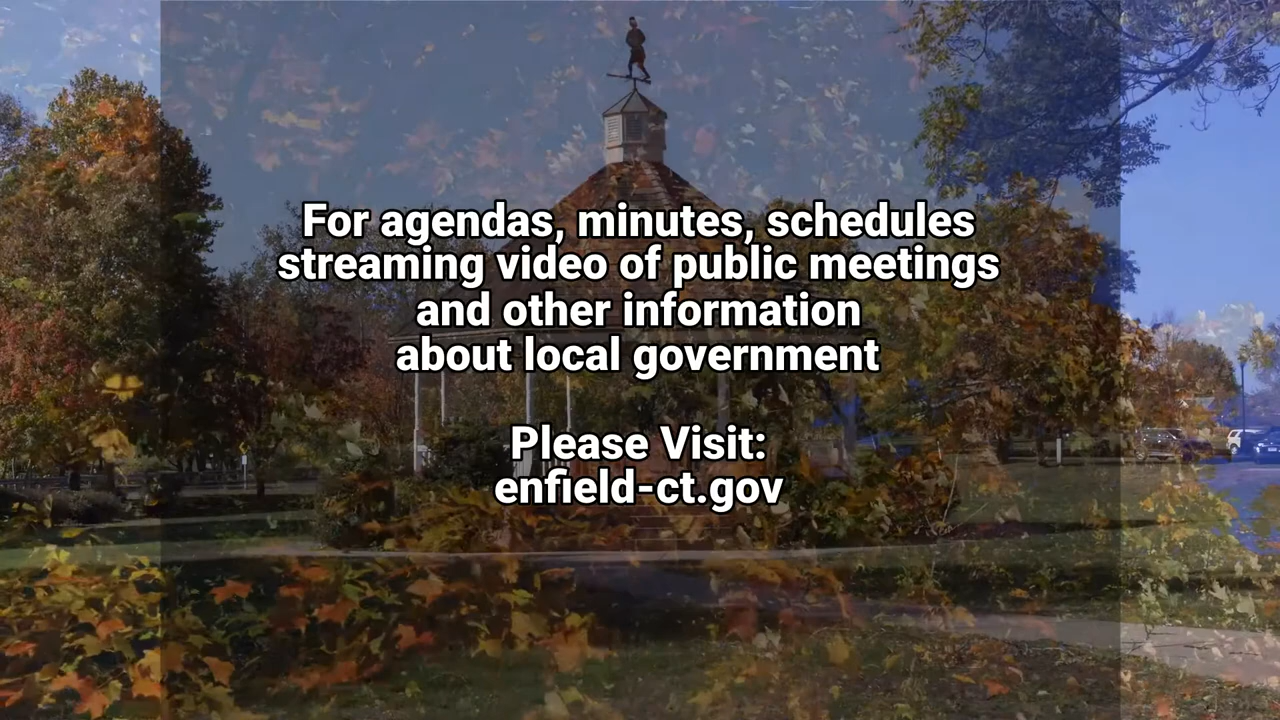 For agendas, minutes, schedules
streaming video of public meetings
and other information
about local government
Please Visit:
enfield-ct.gov